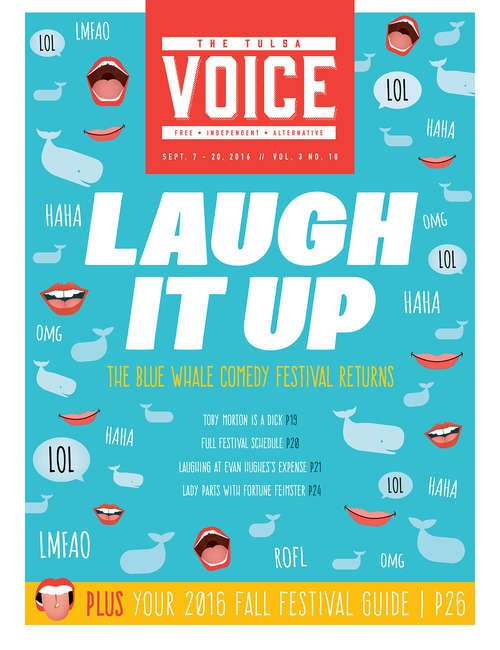 LOL
LMFAO
THE TULSA
VOICE
FREE • INDEPENDENT • ALTERNATIVE
SEPT. 7 - 20, 2016 // VOL. 3 NO. 18
LOL
HAHA
LAUGH
HAHA
OMG
LOL
IT UP
HAHA
OMG
THE BLUE WHALE COMEDY FESTIVAL RETURNS
TOBY MORTON IS A DICK P19
HAHA
FULL FESTIVAL SCHEDULE P20
LOL
LAUGHING AT EVAN HUGHES'S EXPENSE P21
LADY PARTS WITH FORTUNE FEIMSTER P24
LOL
HAHA
LMFAO
ROFL
OMG
PLUS YOUR 2016 FALL FESTIVAL GUIDE | P26